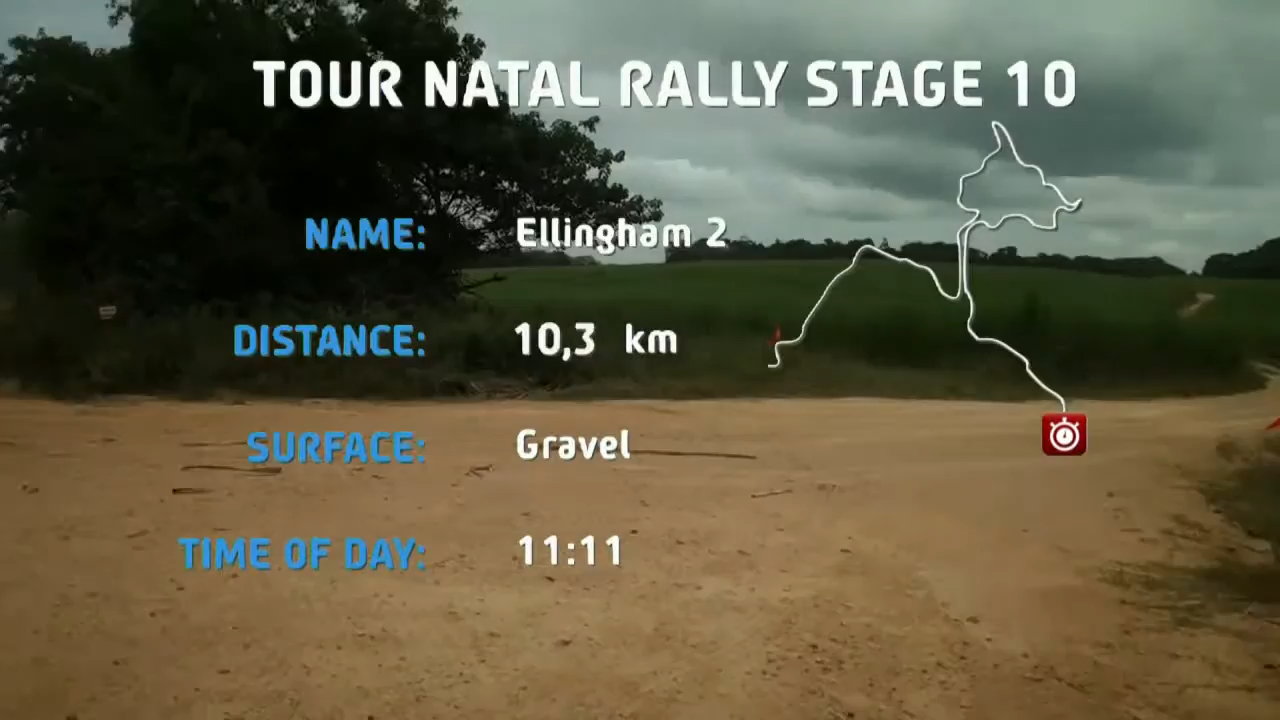 TOUR NATAL RALLY STAGE 10
NAME: Ellingham 2
DISTANCE: 10,3 km
SURFACE: Gravel
TIME OF DAY: 11:11